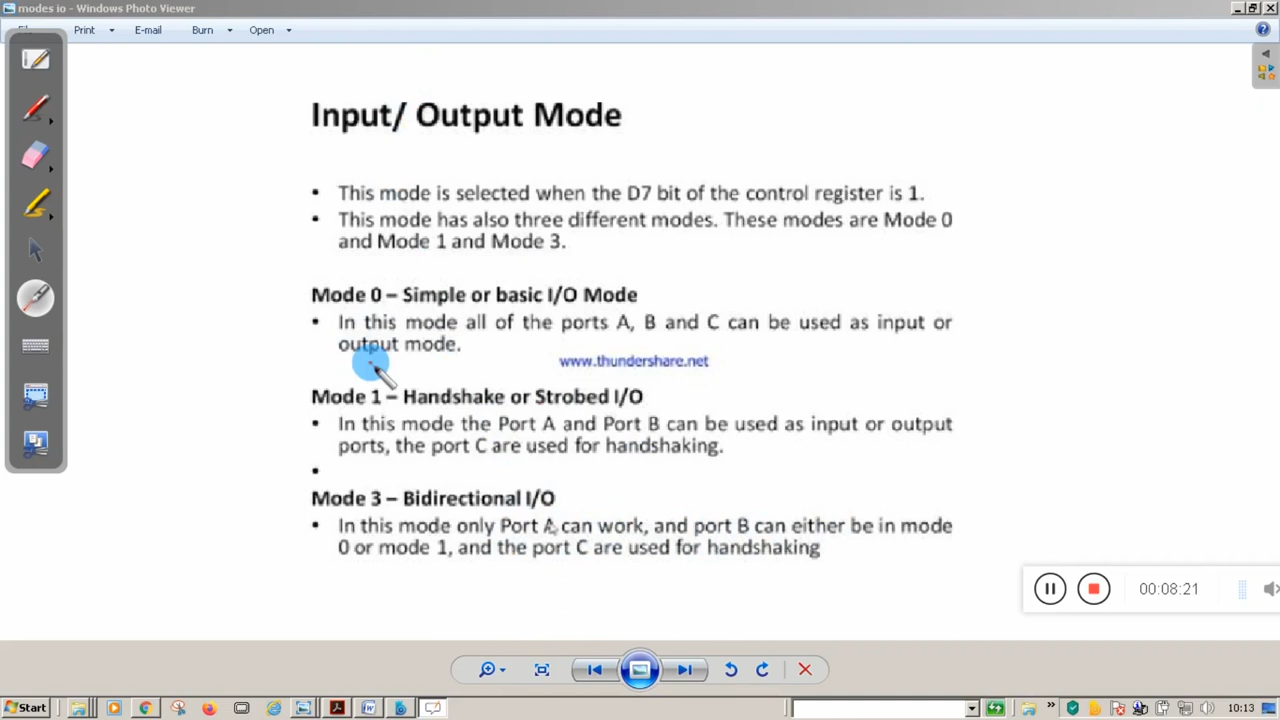 modes io - Windows Photo Viewer
Print
E-mail
Burn
Open
Input/ Output Mode
• This mode is selected when the D7 bit of the control register is 1.
• This mode has also three different modes. These modes are Mode 0
and Mode 1 and Mode 3.
Mode 0 – Simple or basic I/O Mode
• In this mode all of the ports A, B and C can be used as input or
output mode.
www.thundershare.net
Mode 1 – Handshake or Strobed I/O
• In this mode the Port A and Port B can be used as input or output
ports, the port C are used for handshaking.
•
Mode 3 – Bidirectional I/O
• In this mode only Port A can work, and port B can either be in mode
0 or mode 1, and the port C are used for handshaking
00:08:21
Start
10:13